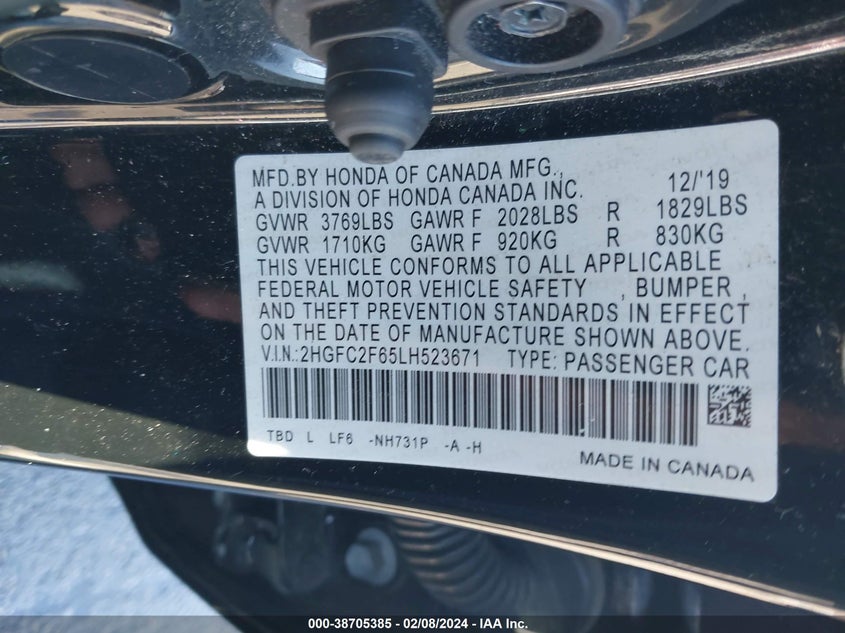 MFD.BY HONDA OF CANADA MFG., 12/'19
A DIVISION OF HONDA CANADA INC.
GVWR 3769LBS GAWR F 2028LBS R 1829LBS
GVWR 1710KG GAWR F 920KG R 830KG
THIS VEHICLE CONFORMS TO ALL APPLICABLE
FEDERAL MOTOR VEHICLE SAFETY , BUMPER ,
AND THEFT PREVENTION STANDARDS IN EFFECT
ON THE DATE OF MANUFACTURE SHOWN ABOVE.
V.I.N.:2HGFC2F65LH523671 TYPE: PASSENGER CAR
TBD L LF6 -NH731P -A -H
MADE IN CANADA
000-38705385 - 02/08/2024 - IAA Inc.